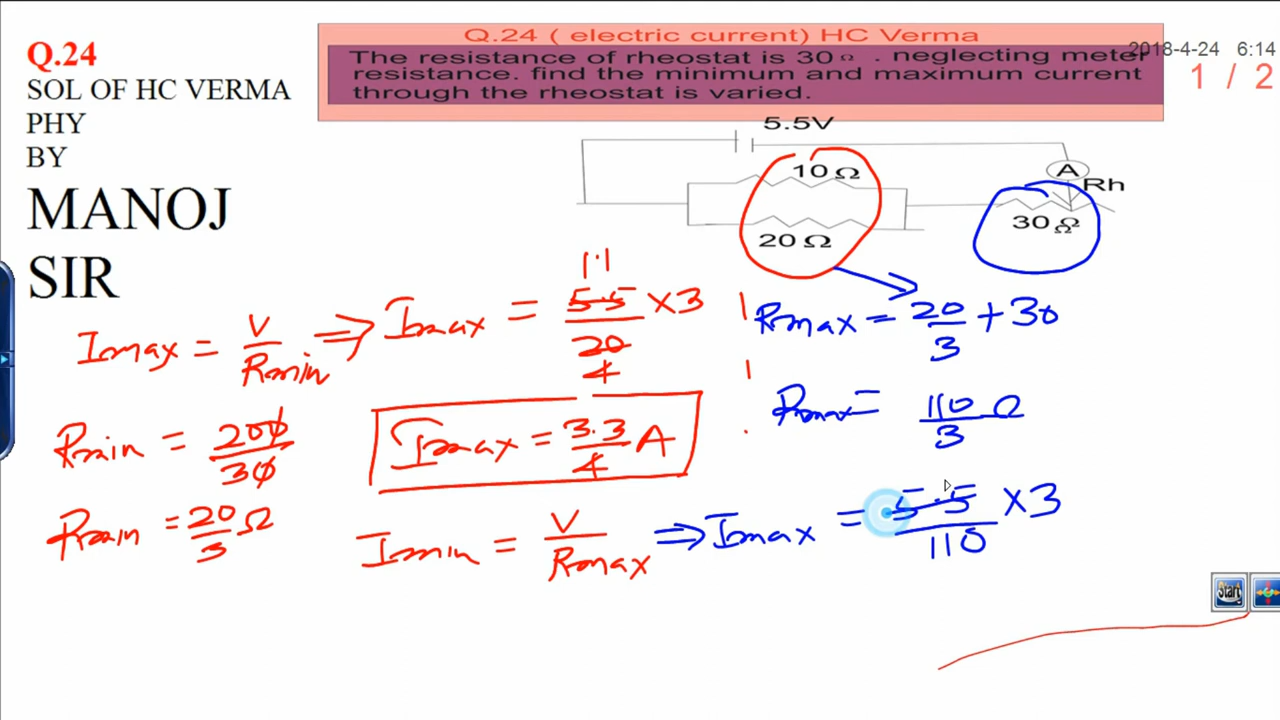 Q.24
SOL OF HC VERMA
PHY
BY
MANOJ
SIR
Q.24 ( electric current) HC Verma
The resistance of rheostat is 30 Ω . neglecting meter
resistance. find the minimum and maximum current
through the rheostat is varied.
2018-4-24 6:14
1 / 2
5.5V
10 Ω
20 Ω
A
Rh
30 Ω
Imax = V / Rmin ⇒ Imax = 5.5 / 20 × 3
1.1
4
Rmin = 200 / 30
Imax = 3.3 / 4 A
Rmin = 20 / 3 Ω
Imin = V / Rmax ⇒ Imax = 5.5 / 110 × 3
Rmax = 20 / 3 + 30
Rmax = 110 / 3 Ω
Start